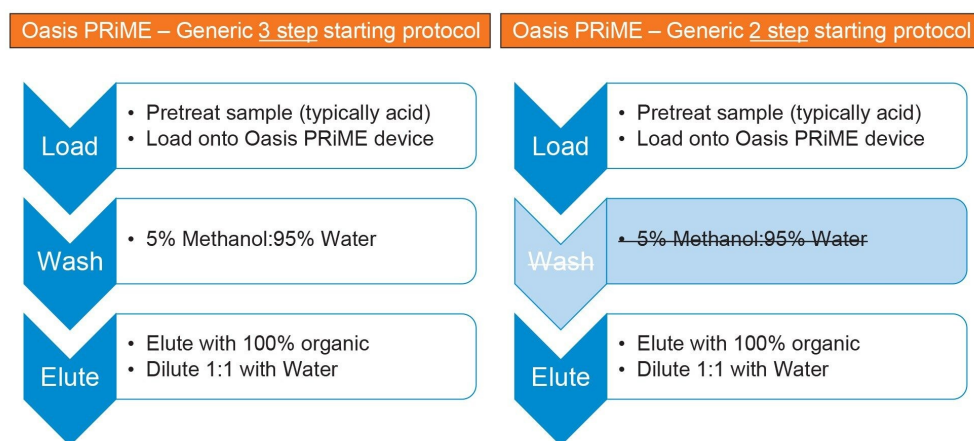 Oasis PRiME – Generic 3 step starting protocol
Load
• Pretreat sample (typically acid)
• Load onto Oasis PRiME device
Wash
• 5% Methanol:95% Water
Elute
• Elute with 100% organic
• Dilute 1:1 with Water
Oasis PRiME – Generic 2 step starting protocol
Load
• Pretreat sample (typically acid)
• Load onto Oasis PRiME device
Wash
• 5% Methanol:95% Water
Elute
• Elute with 100% organic
• Dilute 1:1 with Water